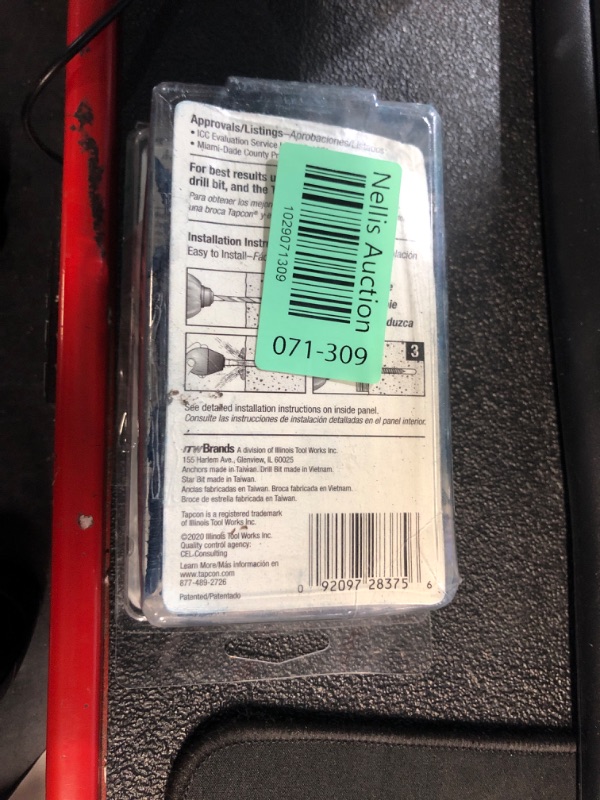 Approvals/Listings–Aprobaciones/Listados
• ICC Evaluation Service
• Miami-Dade County
For best results
drill bit, and the
Para obtener los
una broca Tapcon®
Installation
Easy to Install–
duzca
3
Nellis Auction
1029071309
071-309
See detailed installation instructions on inside panel.
Consulte las instrucciones de instalación detalladas en el panel interior.
ITW Brands A division of Illinois Tool Works Inc.
155 Harlem Ave., Glenview, IL 60025
Anchors made in Taiwan. Drill Bit made in Vietnam.
Star Bit made in Taiwan.
Anclas fabricadas en Taiwan. Broca fabricada en Vietnam.
Broce de estrella fabricada en Taiwan.
Tapcon is a registered trademark
of Illinois Tool Works Inc.
©2020 Illinois Tool Works Inc.
Quality control agency:
CEL Consulting
Learn More/Más información en
www.tapcon.com
877-489-2726
Patented/Patentado
0 92097 28375 6